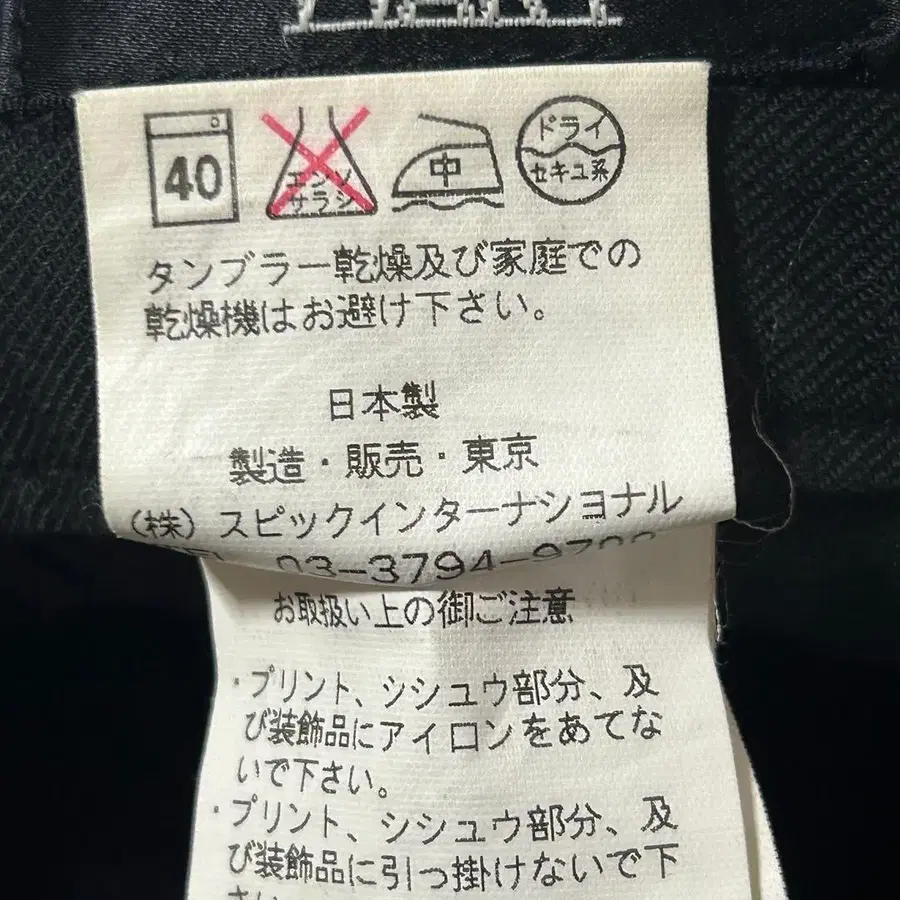 40
エンソ
サラシ
中
ドライ
セキユ系
タンブラー乾燥及び家庭での
乾燥機はお避け下さい。
日本製
製造・販売・東京
(株) スピックインターナショナル
03-3794-9700
お取扱い上の御ご注意
・プリント、シシュウ部分、及
び装飾品にアイロンをあてな
いで下さい。
・プリント、シシュウ部分、及
び装飾品に引っ掛けないで下
さい